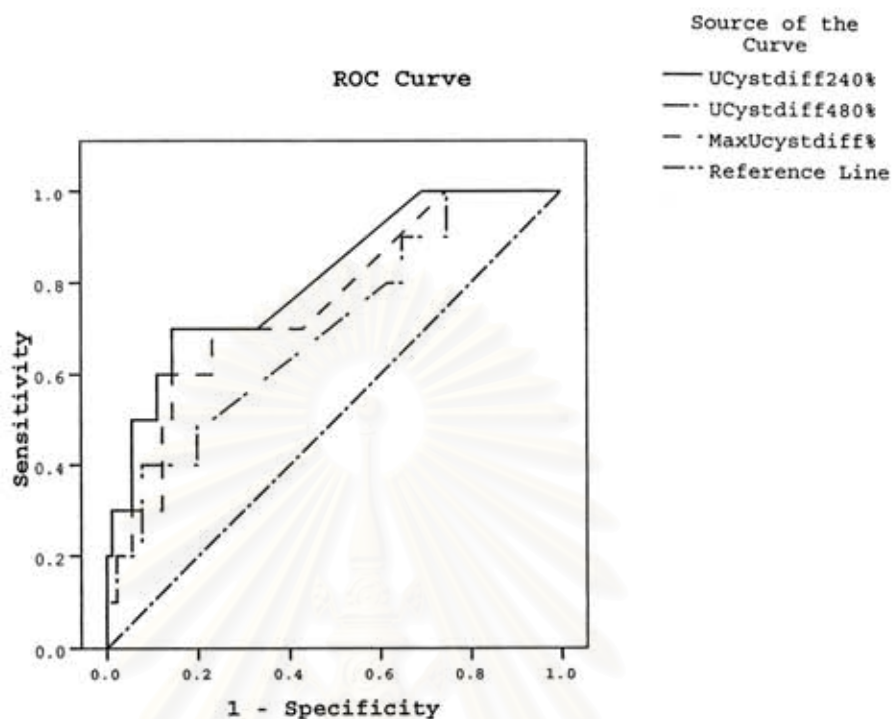 Source of the
Curve
UCystdiff240%
UCystdiff480%
MaxUcystdiff%
Reference Line
ROC Curve
1.0
0.8
0.6
0.4
0.2
0.0
Sensitivity
0.0 0.2 0.4 0.6 0.8 1.0
1 - Specificity